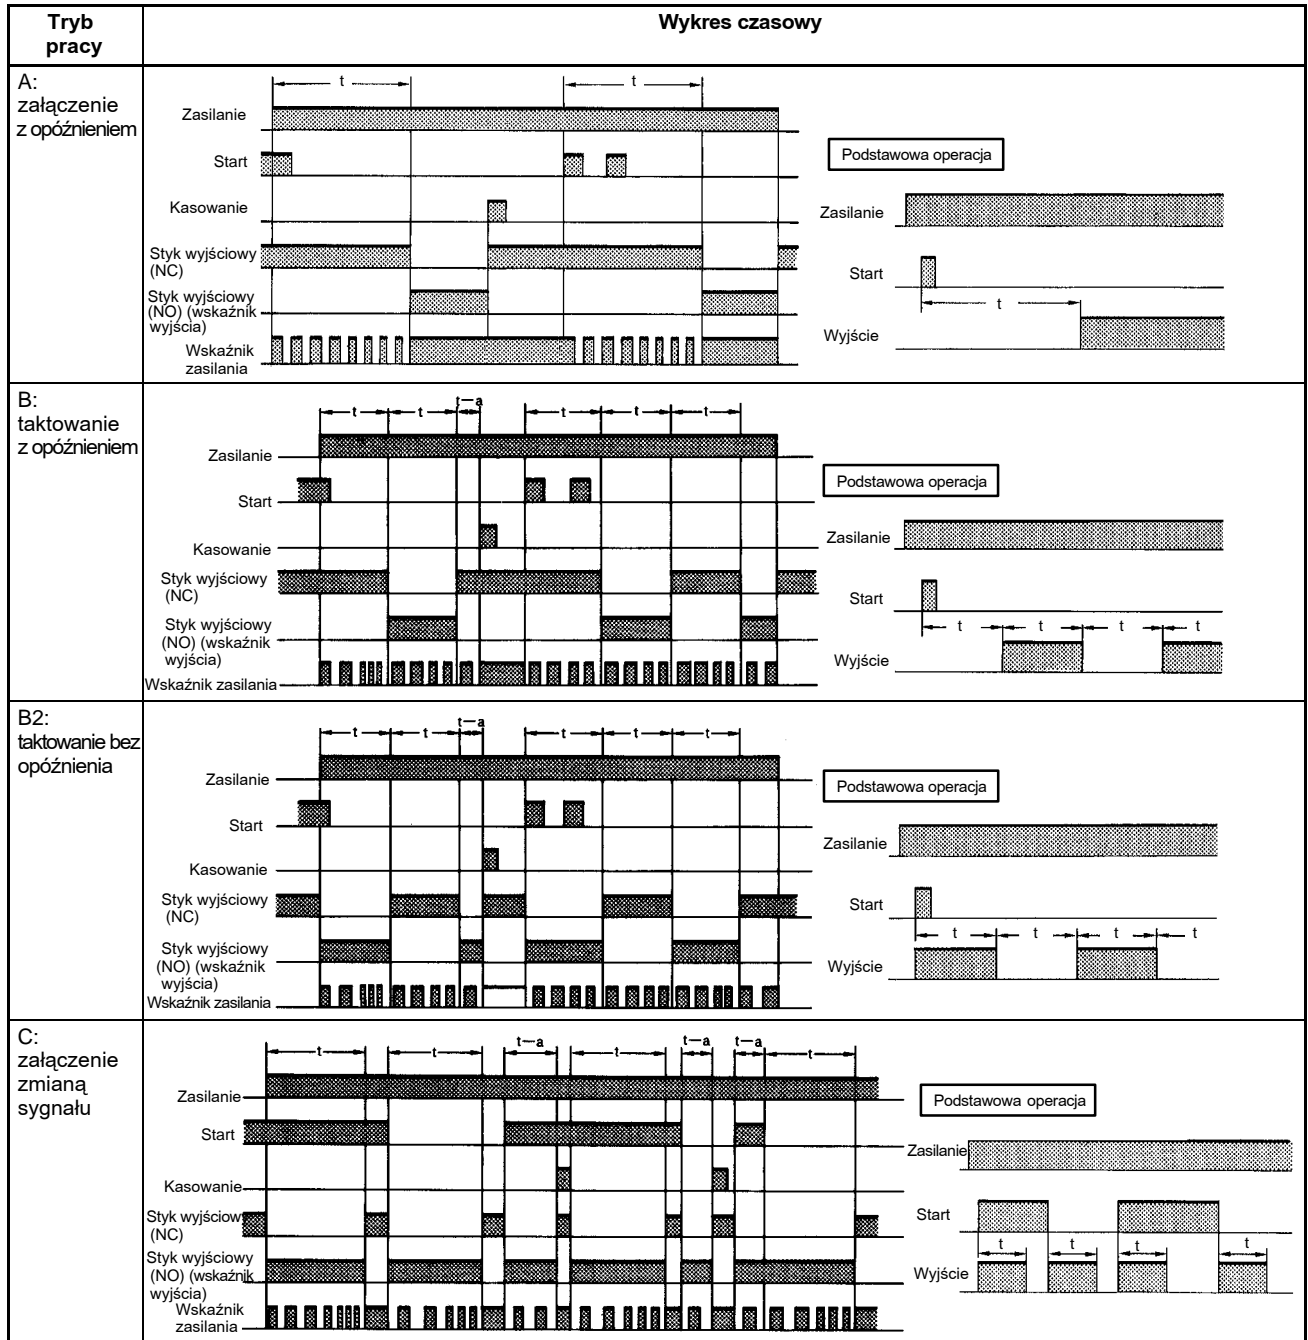 Tryb
pracy
Wykres czasowy
A:
załączenie
z opóźnieniem
t
t
Zasilanie
Start
Kasowanie
Styk wyjściowy
(NC)
Styk wyjściowy
(NO) (wskaźnik
wyjścia)
Wskaźnik
zasilania
Podstawowa operacja
Zasilanie
Start
t
Wyjście
B:
taktowanie
z opóźnieniem
t t t—a t t t
Zasilanie
Start
Kasowanie
Styk wyjściowy
(NC)
Styk wyjściowy
(NO) (wskaźnik
wyjścia)
Wskaźnik zasilania
Podstawowa operacja
Zasilanie
Start
t t t t
Wyjście
B2:
taktowanie bez
opóźnienia
t t t—a t t t
Zasilanie
Start
Kasowanie
Styk wyjściowy
(NC)
Styk wyjściowy
(NO) (wskaźnik
wyjścia)
Wskaźnik zasilania
Podstawowa operacja
Zasilanie
Start
t t t t
Wyjście
C:
załączenie
zmianą
sygnału
t t t—a t t—a t—a t
Zasilanie
Start
Kasowanie
Styk wyjściowy
(NC)
Styk wyjściowy
(NO) (wskaźnik
wyjścia)
Wskaźnik
zasilania
Podstawowa operacja
Zasilanie
Start
t t t t
Wyjście